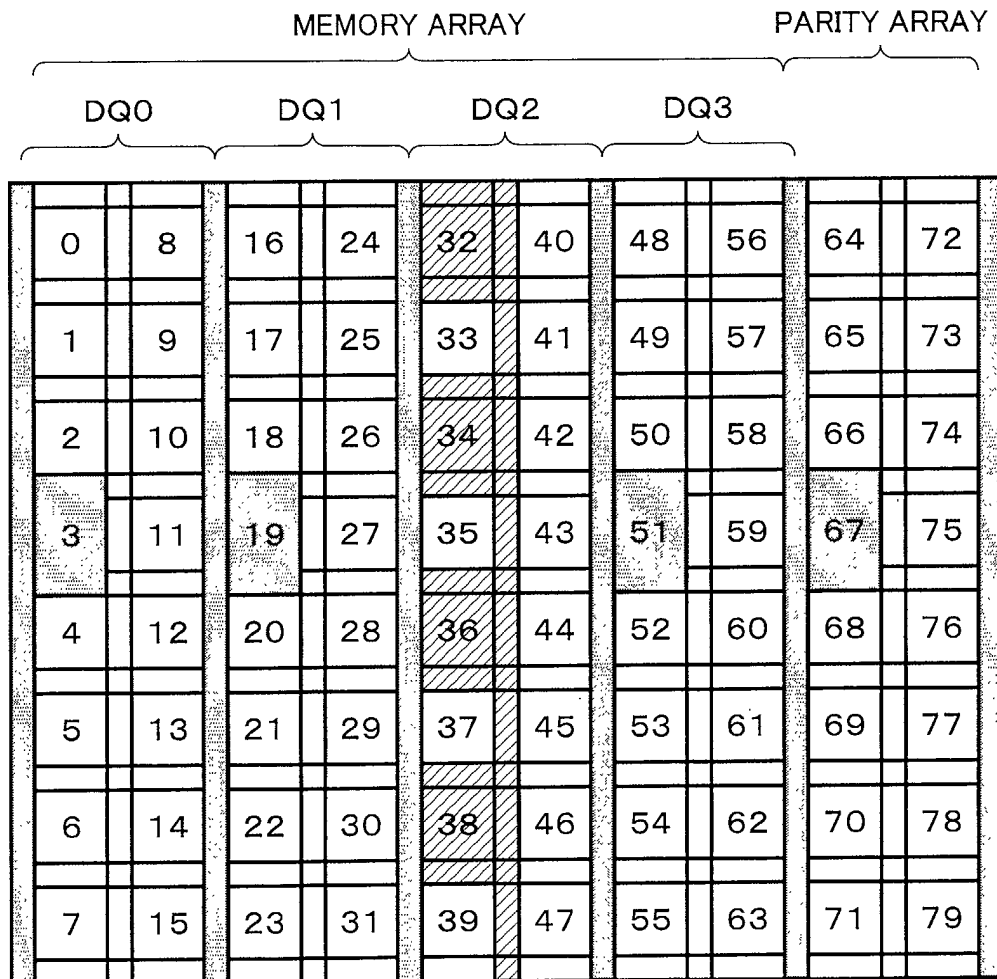 MEMORY ARRAY PARITY ARRAY
DQ0 DQ1 DQ2 DQ3
0 8 16 24 32 40 48 56 64 72
1 9 17 25 33 41 49 57 65 73
2 10 18 26 34 42 50 58 66 74
3 11 19 27 35 43 51 59 67 75
4 12 20 28 36 44 52 60 68 76
5 13 21 29 37 45 53 61 69 77
6 14 22 30 38 46 54 62 70 78
7 15 23 31 39 47 55 63 71 79